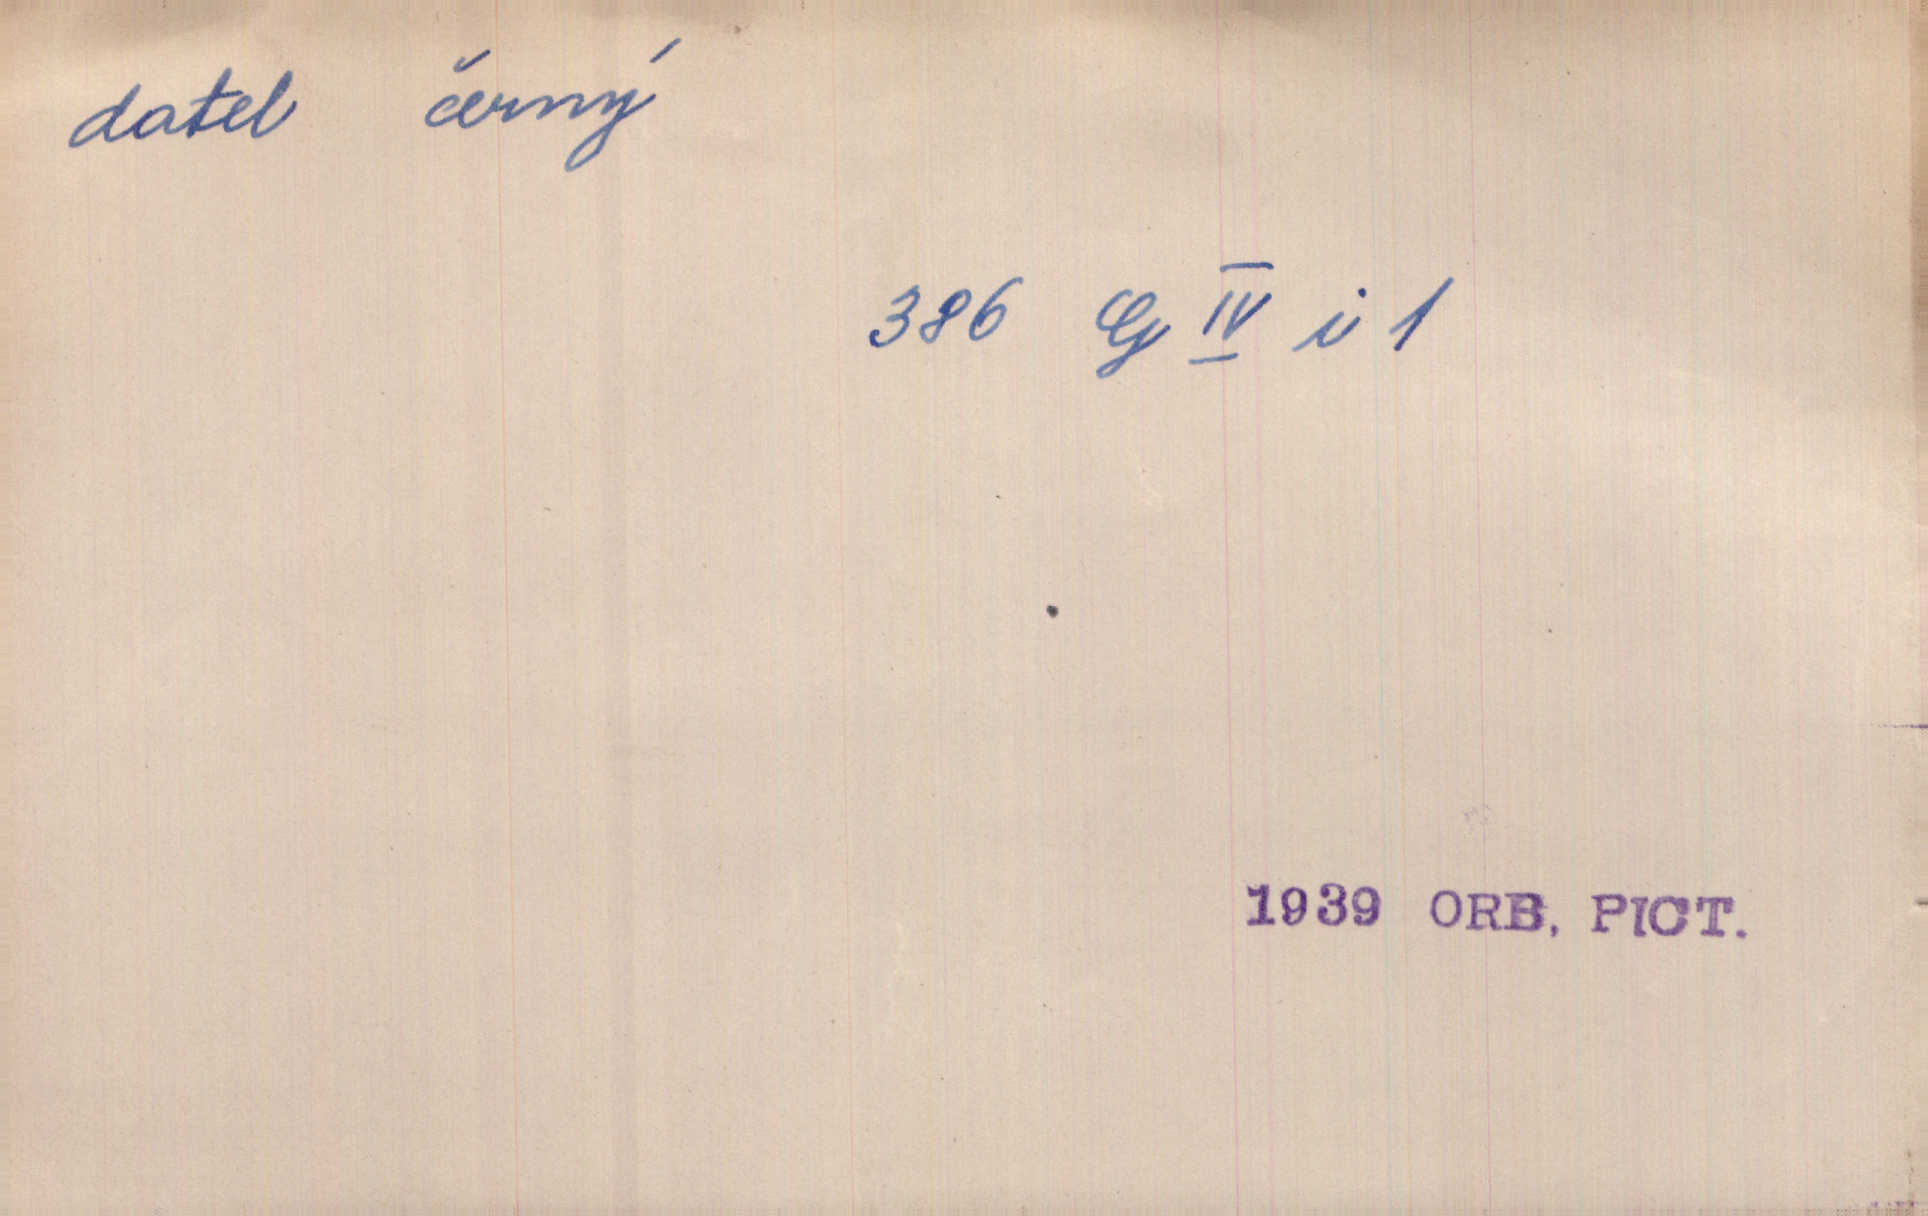 datel černý
386 G IV i 1
1939 ORB, PICT.